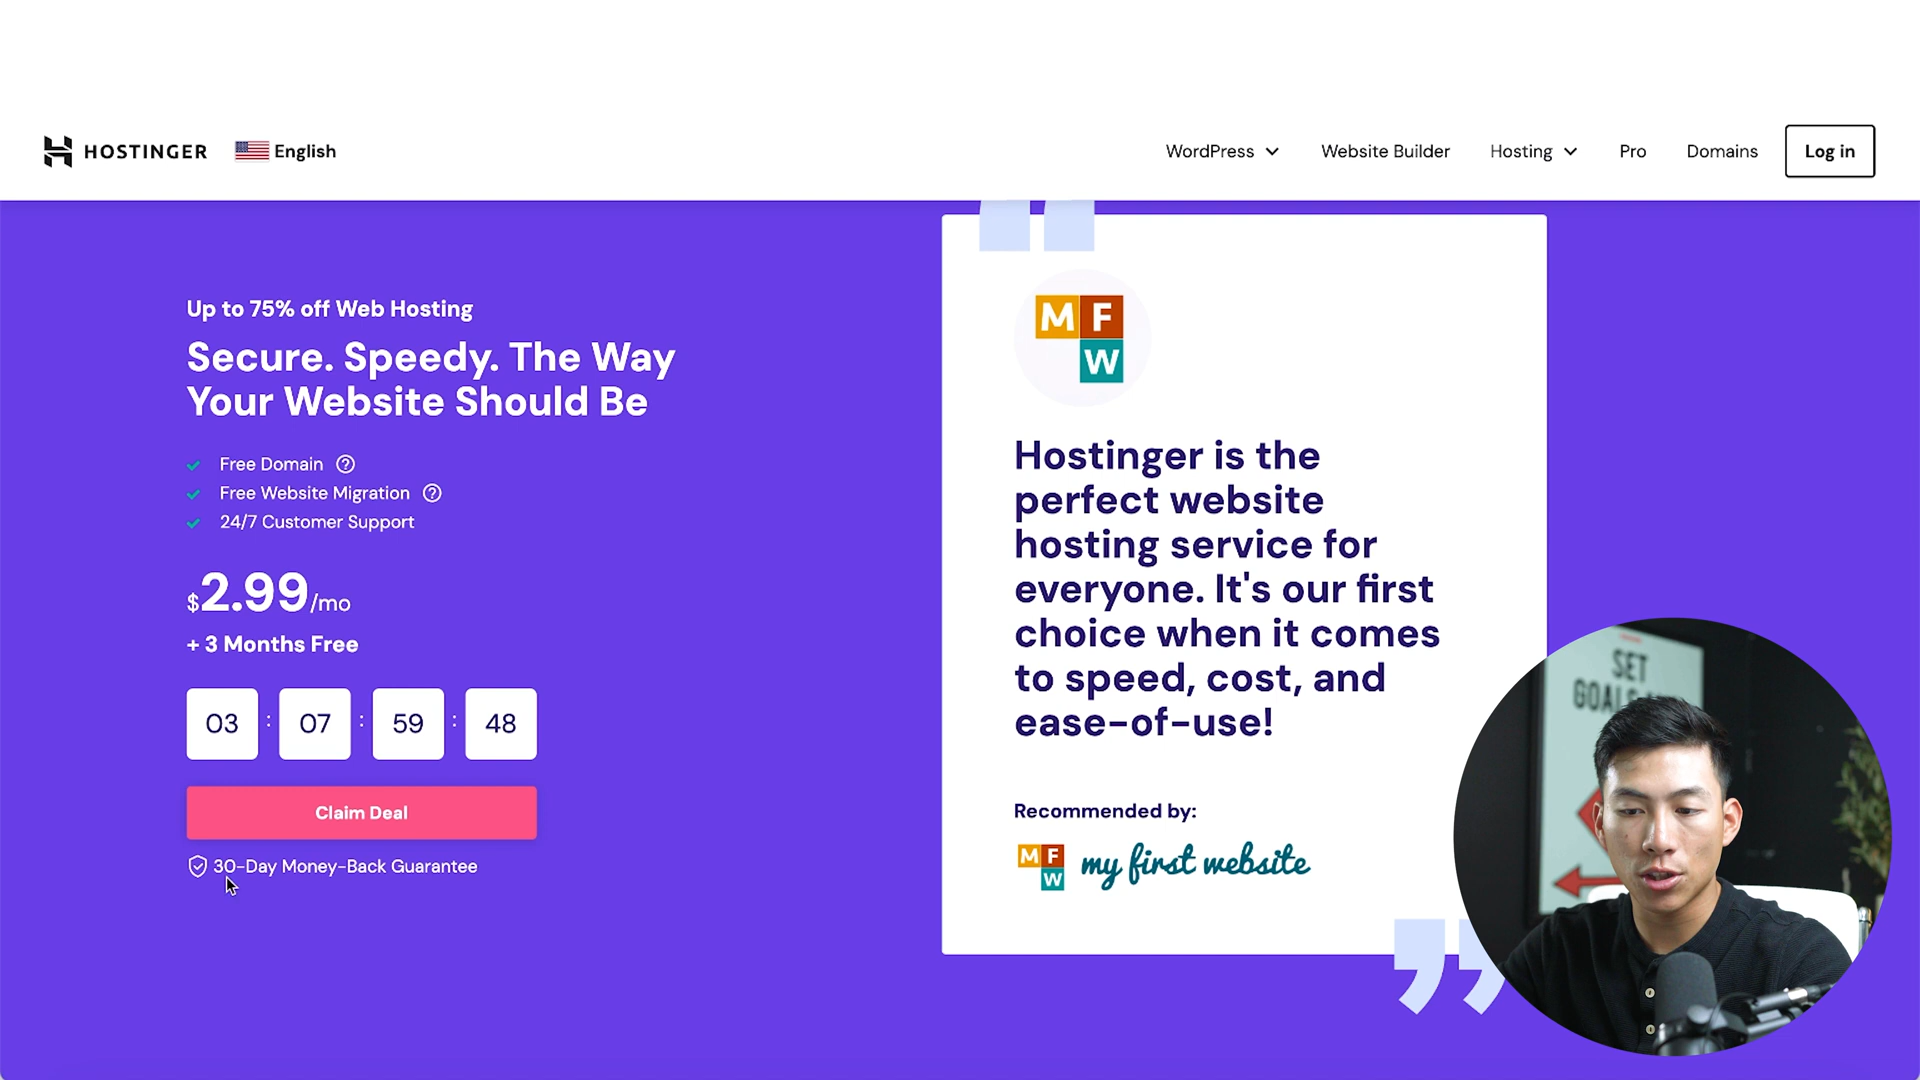 HOSTINGER
English
WordPress
Website Builder
Hosting
Pro
Domains
Log in
Up to 75% off Web Hosting
Secure. Speedy. The Way
Your Website Should Be
Free Domain
Free Website Migration
24/7 Customer Support
$2.99/mo
+ 3 Months Free
03 : 07 : 59 : 48
Claim Deal
30-Day Money-Back Guarantee
M F
W
Hostinger is the
perfect website
hosting service for
everyone. It's our first
choice when it comes
to speed, cost, and
ease-of-use!
Recommended by:
M F
W
my first website
SET
GOALS